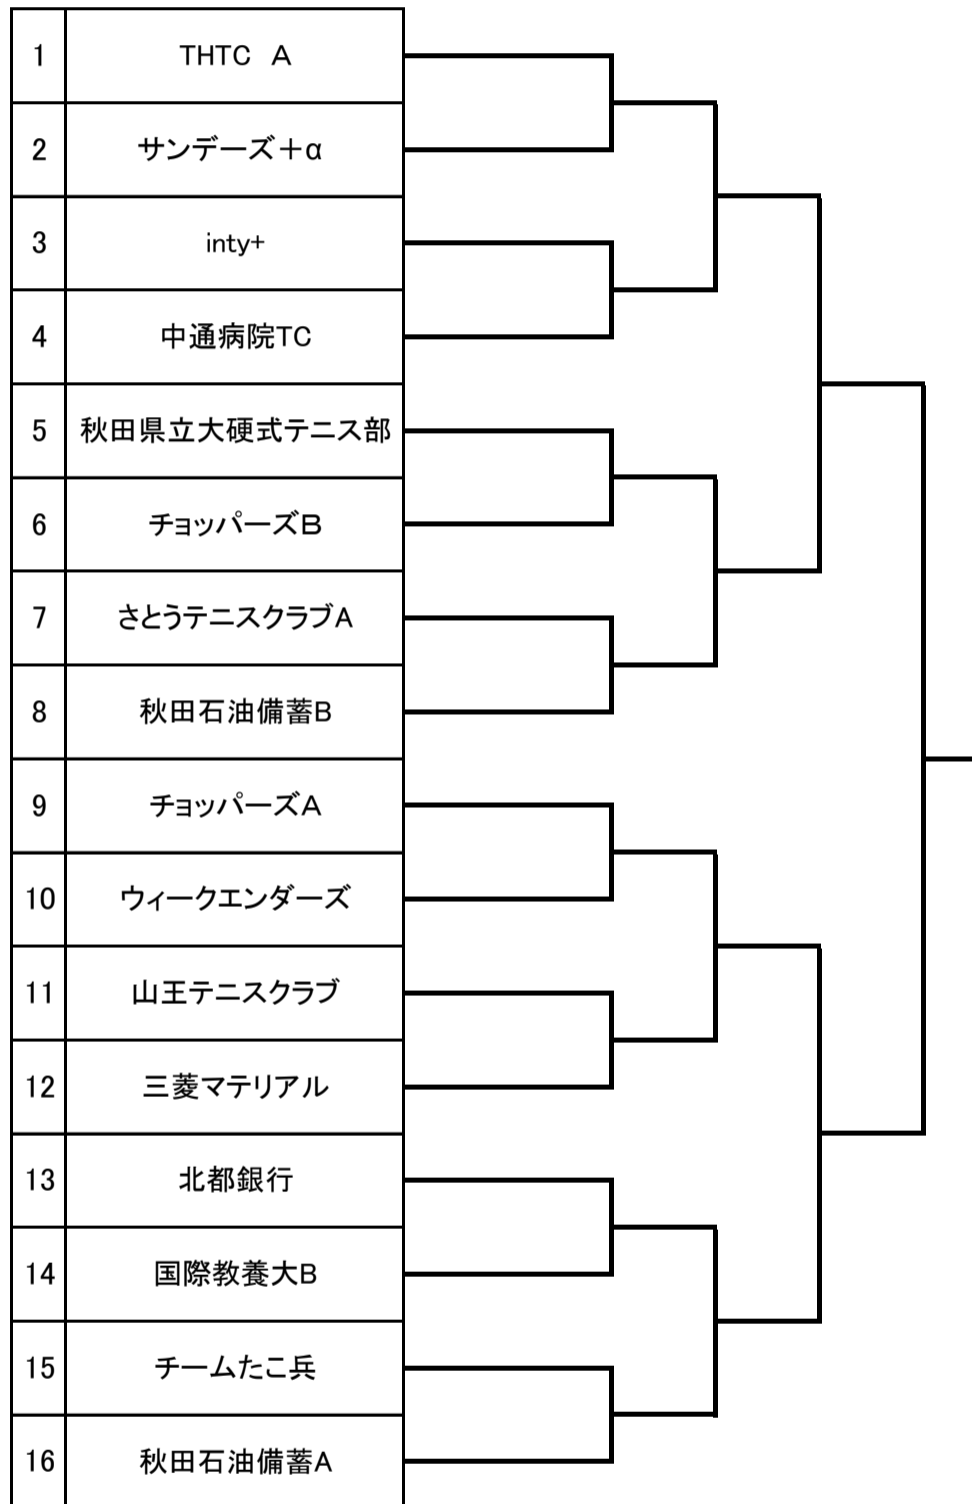 1 THTC　A
2 サンデーズ＋α
3 inty+
4 中通病院TC
5 秋田県立大硬式テニス部
6 チョッパーズB
7 さとうテニスクラブA
8 秋田石油備蓄B
9 チョッパーズA
10 ウィークエンダーズ
11 山王テニスクラブ
12 三菱マテリアル
13 北都銀行
14 国際教養大B
15 チームたこ兵
16 秋田石油備蓄A